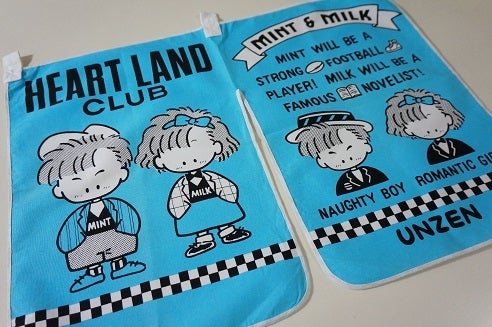 HEART LAND
CLUB
MINT
MILK
MINT & MILK
MINT WILL BE A
STRONG FOOTBALL
PLAYER! MILK WILL BE A
FAMOUS NOVELIST!
NAUGHTY BOY ROMANTIC GI
UNZEN